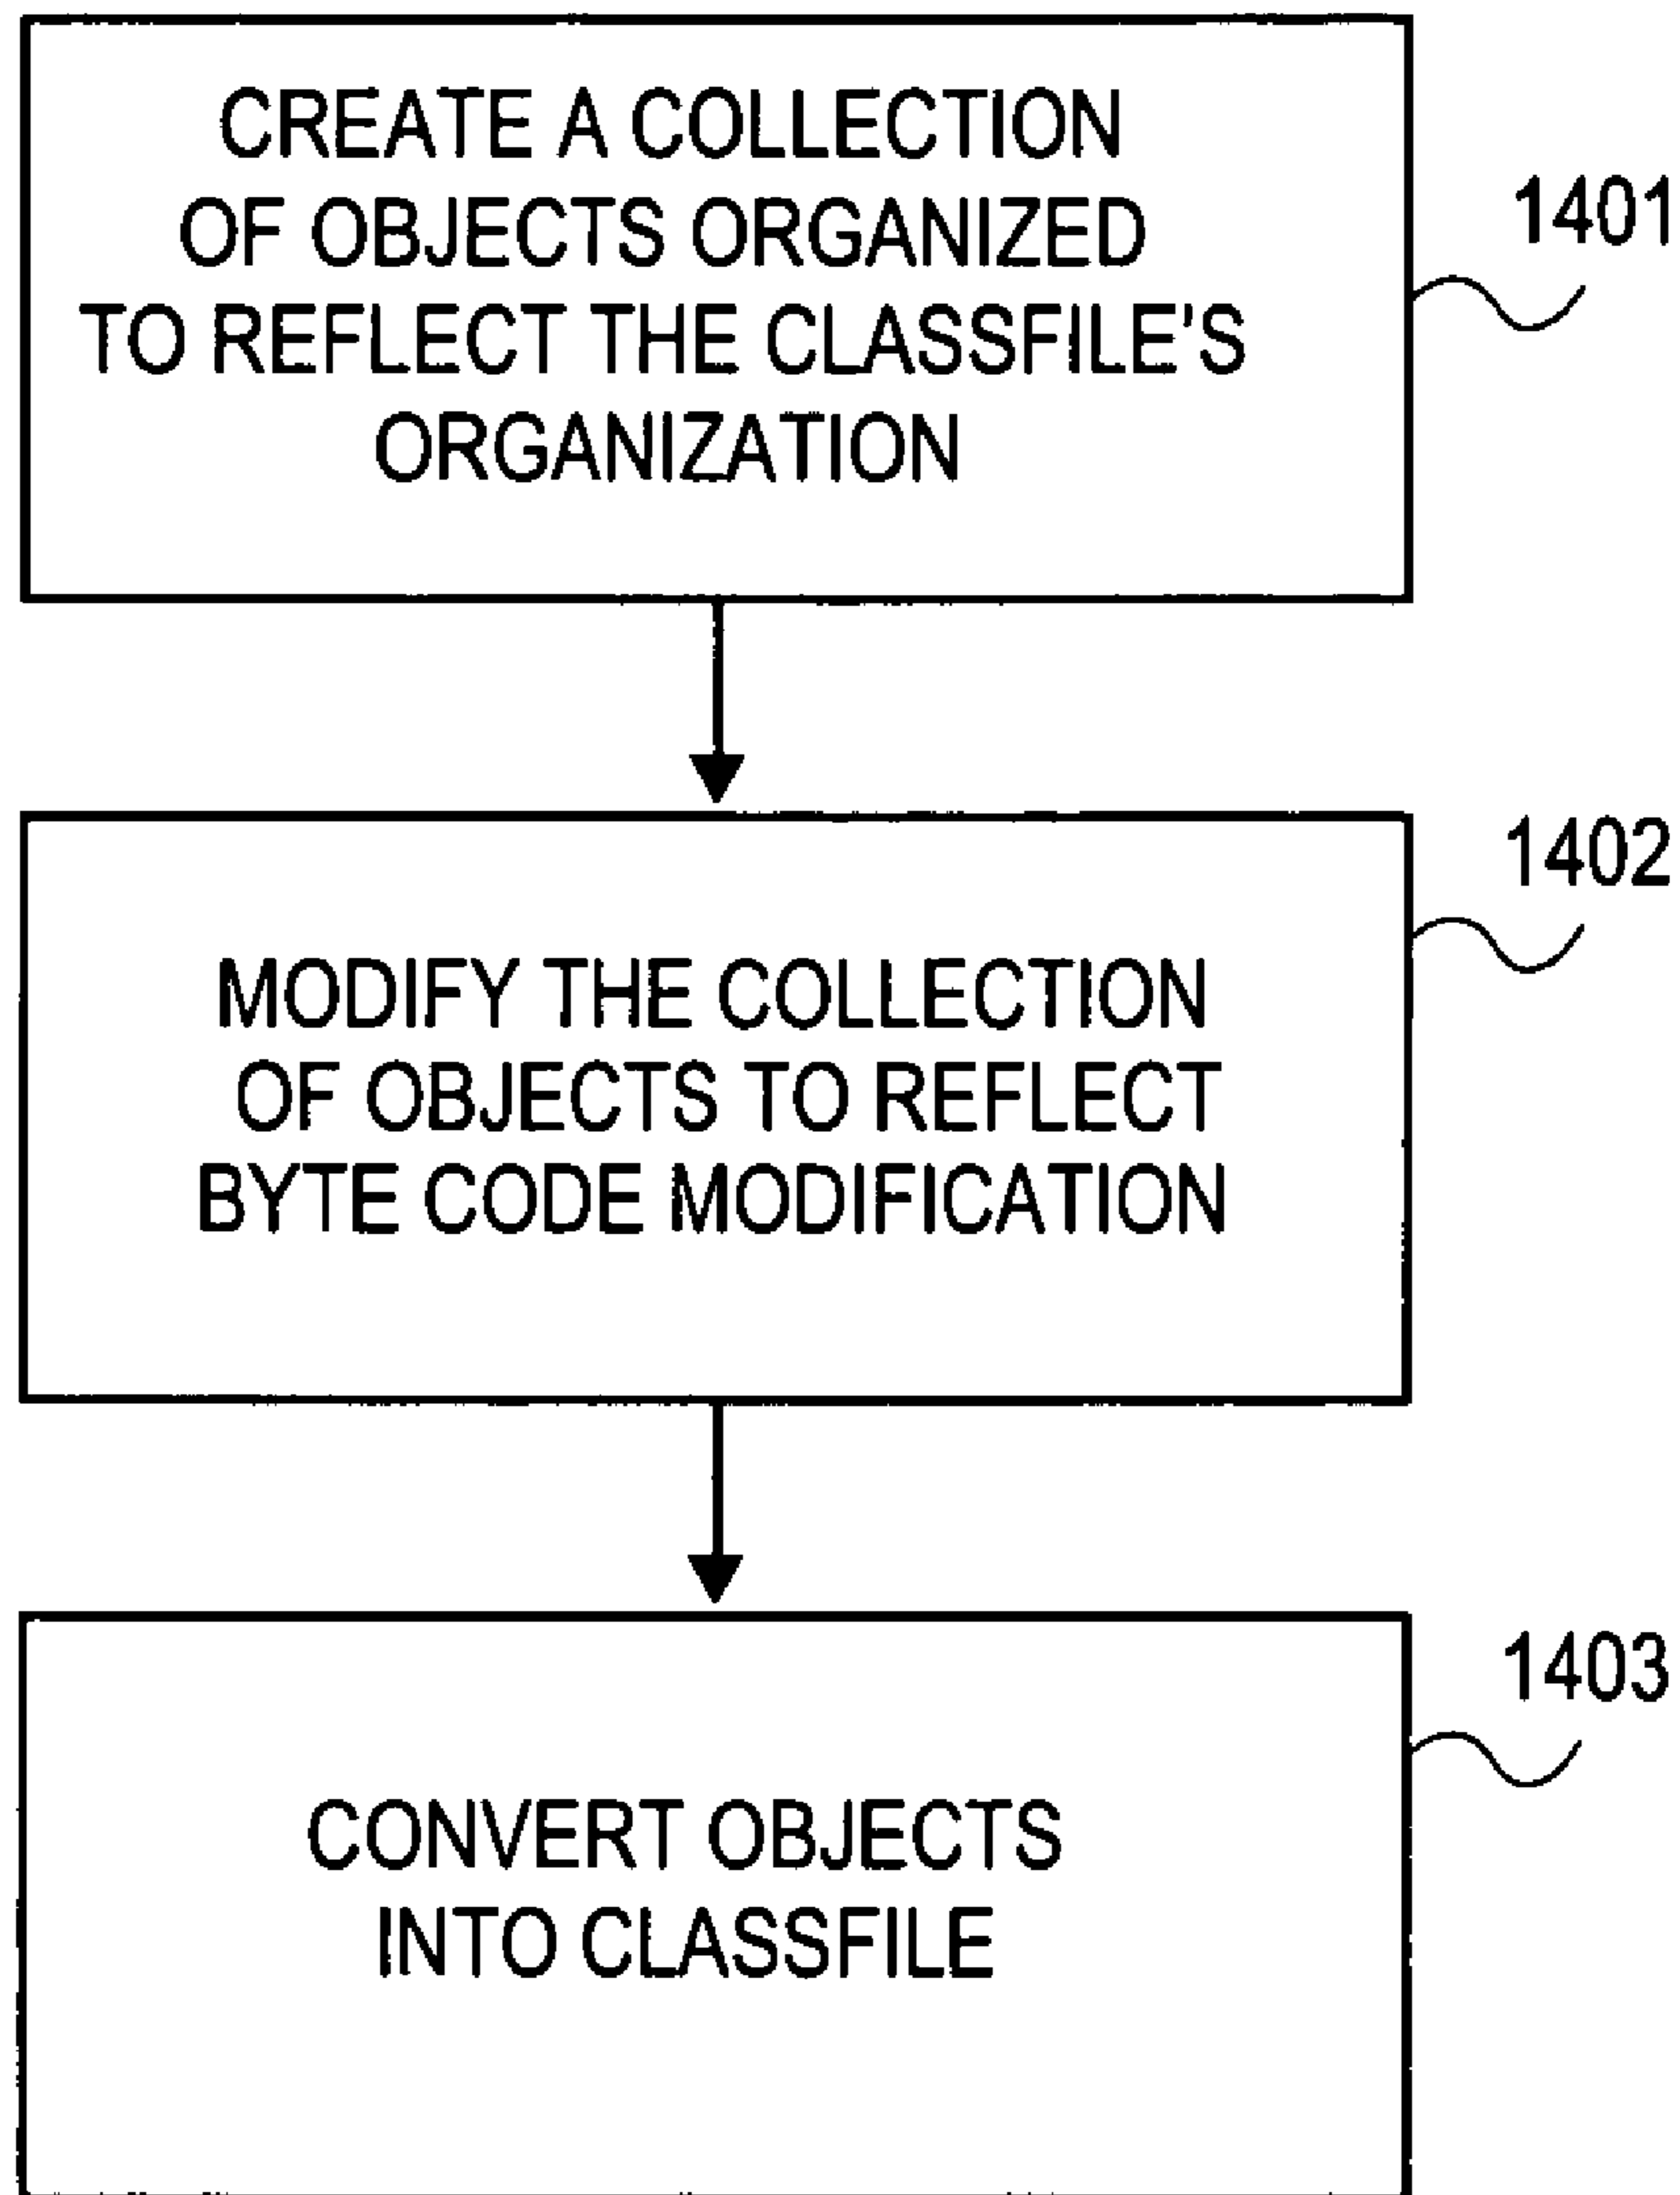 CREATE A COLLECTION
OF OBJECTS ORGANIZED
TO REFLECT THE CLASSFILE'S
ORGANIZATION
1401
MODIFY THE COLLECTION
OF OBJECTS TO REFLECT
BYTE CODE MODIFICATION
1402
CONVERT OBJECTS
INTO CLASSFILE
1403